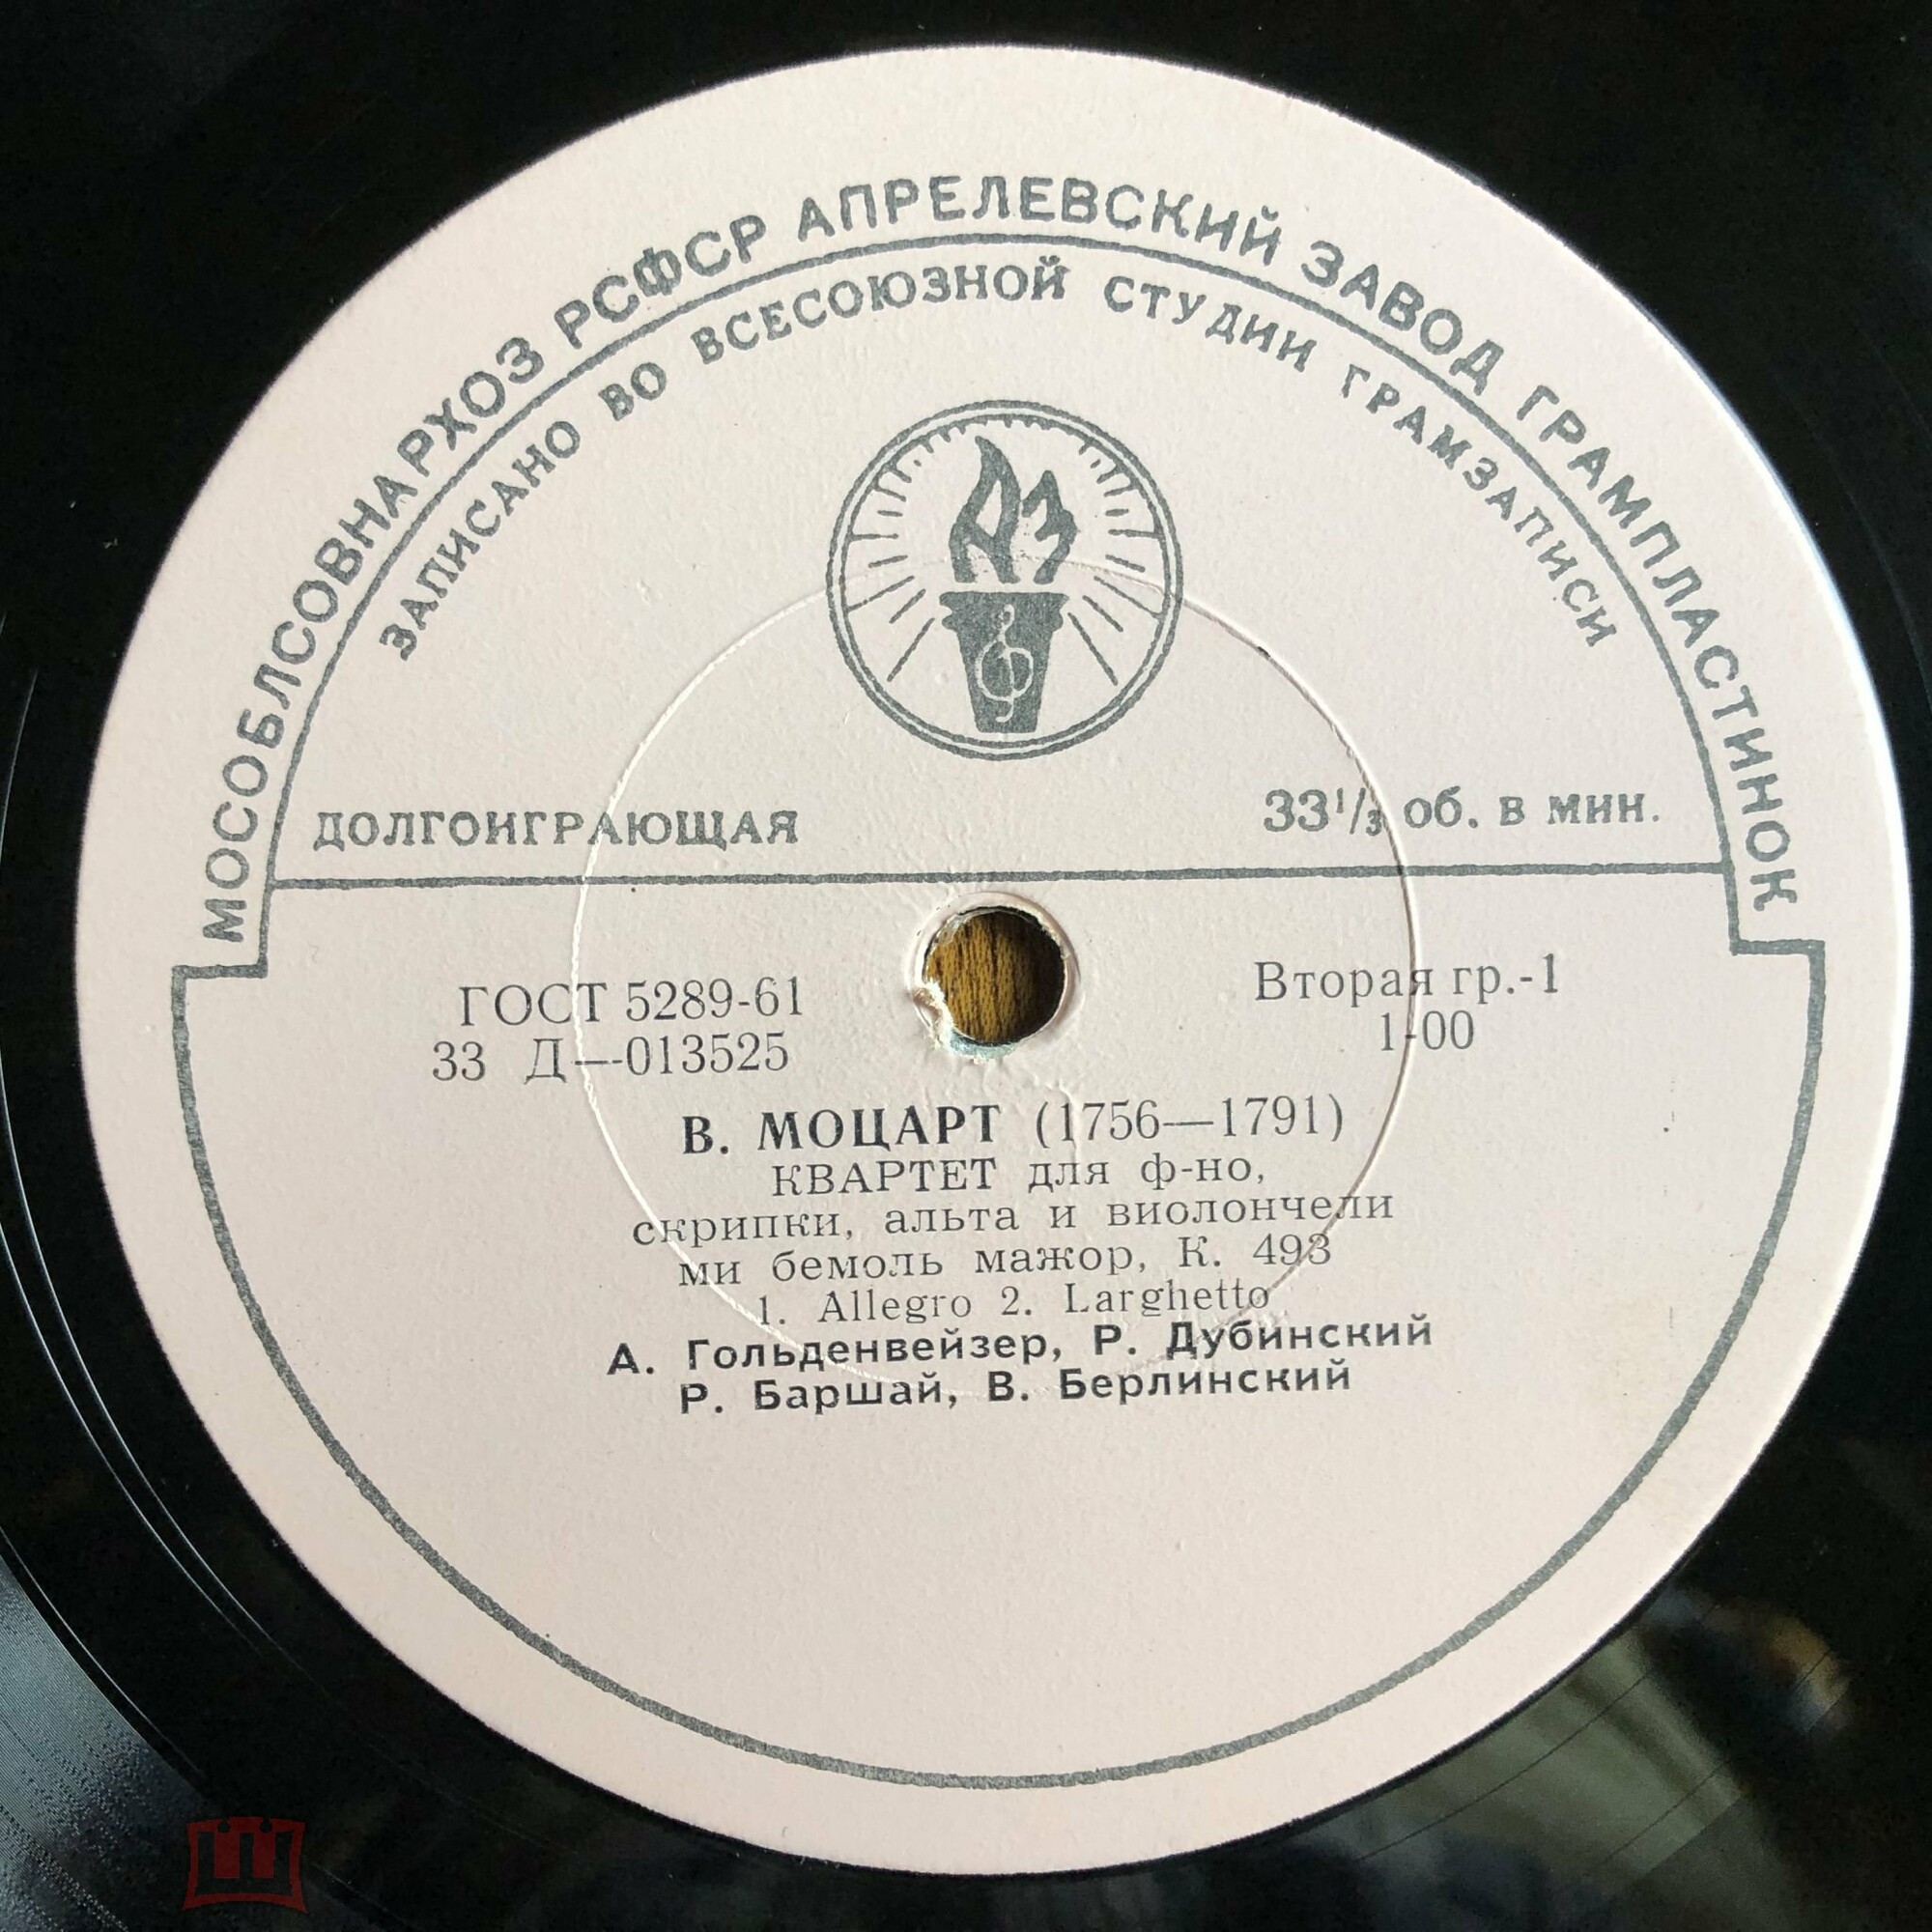 МОСОБЛСОВНАРХОЗ РСФСР АПРЕЛЕВСКИЙ ЗАВОД ГРАМПЛАСТИНОК
ЗАПИСАНО ВО ВСЕСОЮЗНОЙ СТУДИИ ГРАМЗАПИСИ
ДОЛГОИГРАЮЩАЯ 33⅓ об. в мин.
ГОСТ 5289-61 Вторая гр.-1
33 Д—-013525 1-00
В. МОЦАРТ (1756—1791)
КВАРТЕТ для ф-но,
скрипки, альта и виолончели
ми бемоль мажор, К. 493
1. Allegro 2. Larghetto
А. Гольденвейзер, Р. Дубинский
Р. Баршай, В. Берлинский